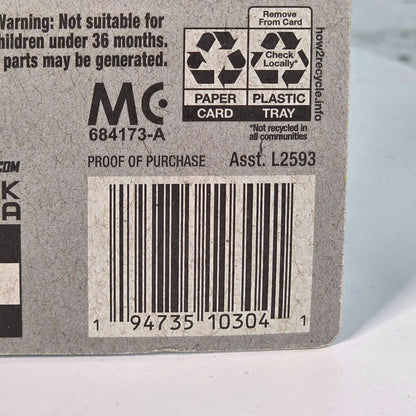 Warning: Not suitable for
children under 36 months.
parts may be generated.
Remove
From Card
Check
Locally*
how2recycle.info
PAPER
PLASTIC
CARD
TRAY
*Not recycled in
all communities
MC
684173-A
PROOF OF PURCHASE Asst. L2593
.COM
K
A
1 94735 10304 1